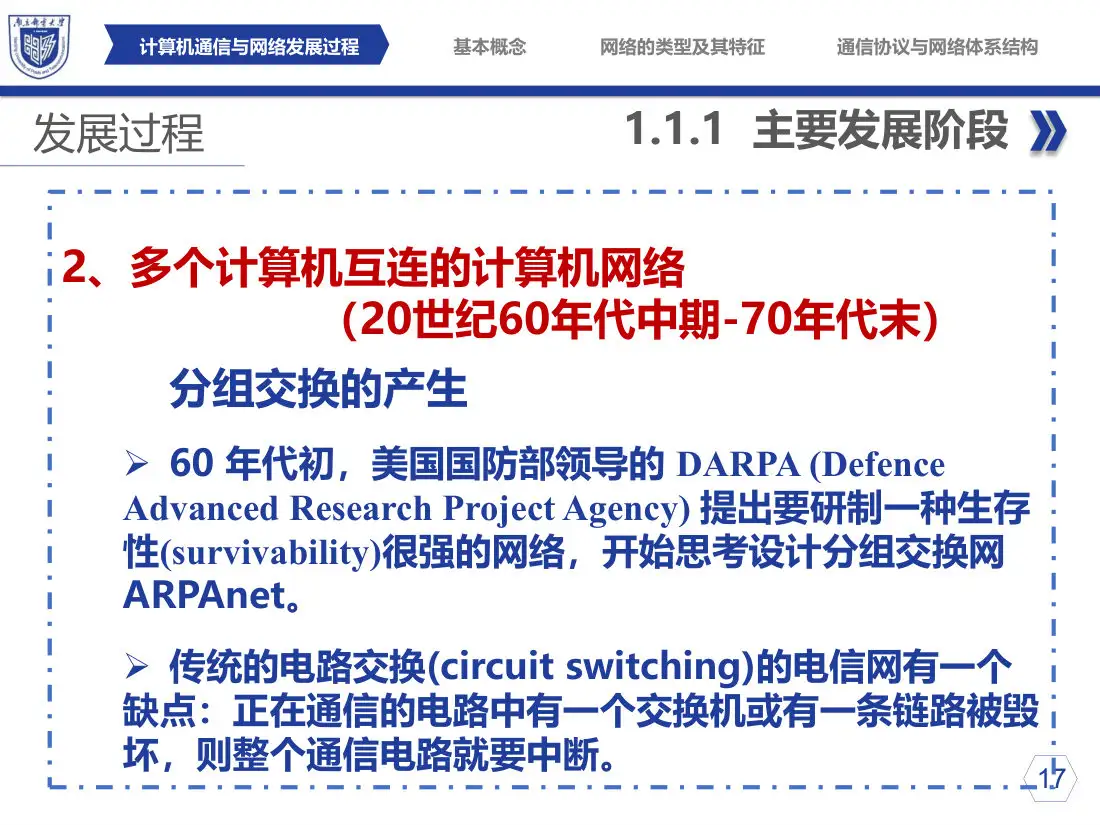 南京邮电大学
计算机通信与网络发展过程
基本概念
网络的类型及其特征
通信协议与网络体系结构
发展过程
1.1.1 主要发展阶段
2、多个计算机互连的计算机网络
（20世纪60年代中期-70年代末）
分组交换的产生
➢ 60 年代初，美国国防部领导的 DARPA (Defence
Advanced Research Project Agency) 提出要研制一种生存
性(survivability)很强的网络，开始思考设计分组交换网
ARPAnet。
➢ 传统的电路交换(circuit switching)的电信网有一个
缺点：正在通信的电路中有一个交换机或有一条链路被毁
坏，则整个通信电路就要中断。
17